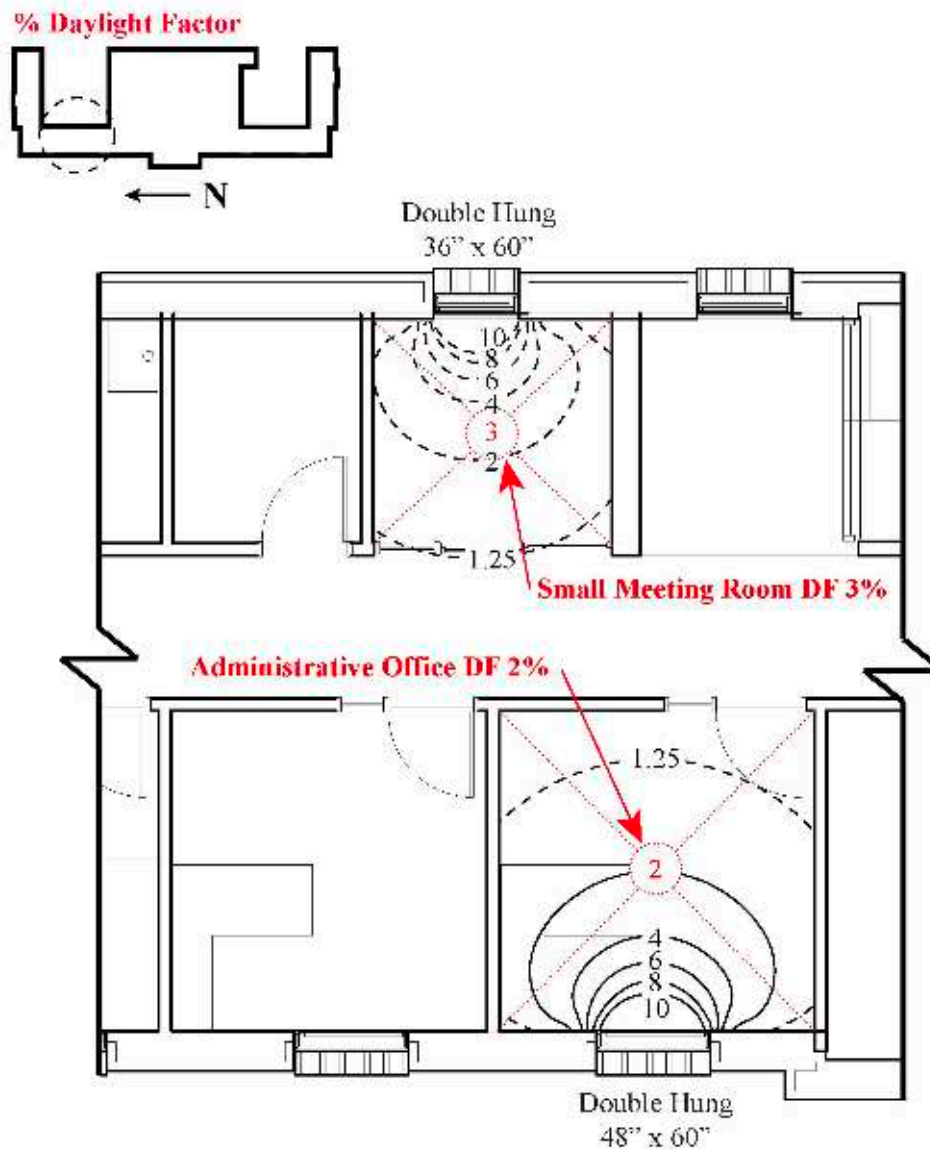 % Daylight Factor
N
Double Hung
36” x 60”
10
8
6
4
3
2
1.25
Small Meeting Room DF 3%
Administrative Office DF 2%
1.25
2
4
6
8
10
Double Hung
48” x 60”